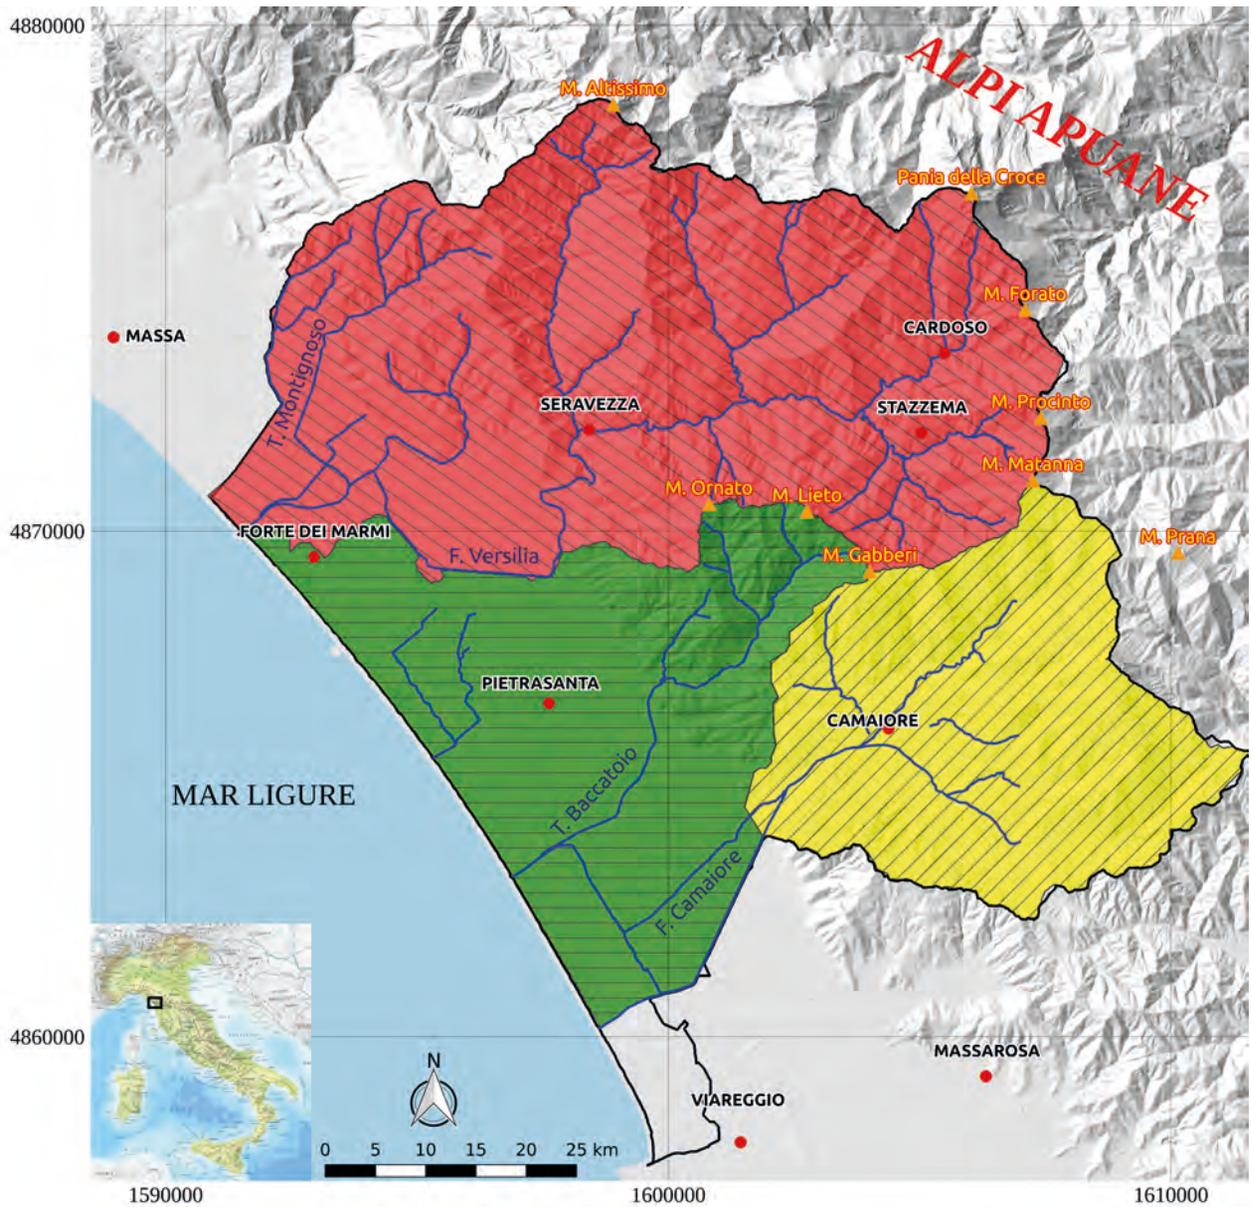 4880000
M. Altissimo
ALPI APUANE
Pania della Croce
M. Forato
CARDOSO
MASSA
T. Montignoso
SERAVEZZA
STAZZEMA
M. Procinto
M. Matanna
M. Ornato
M. Lieto
4870000
FORTE DEI MARMI
M. Prana
F. Versilia
M. Gabberi
PIETRASANTA
CAMAIORE
T. Baccatoio
MAR LIGURE
F. Camaiore
4860000
N
MASSAROSA
VIAREGGIO
0 5 10 15 20 25 km
1590000
1600000
1610000